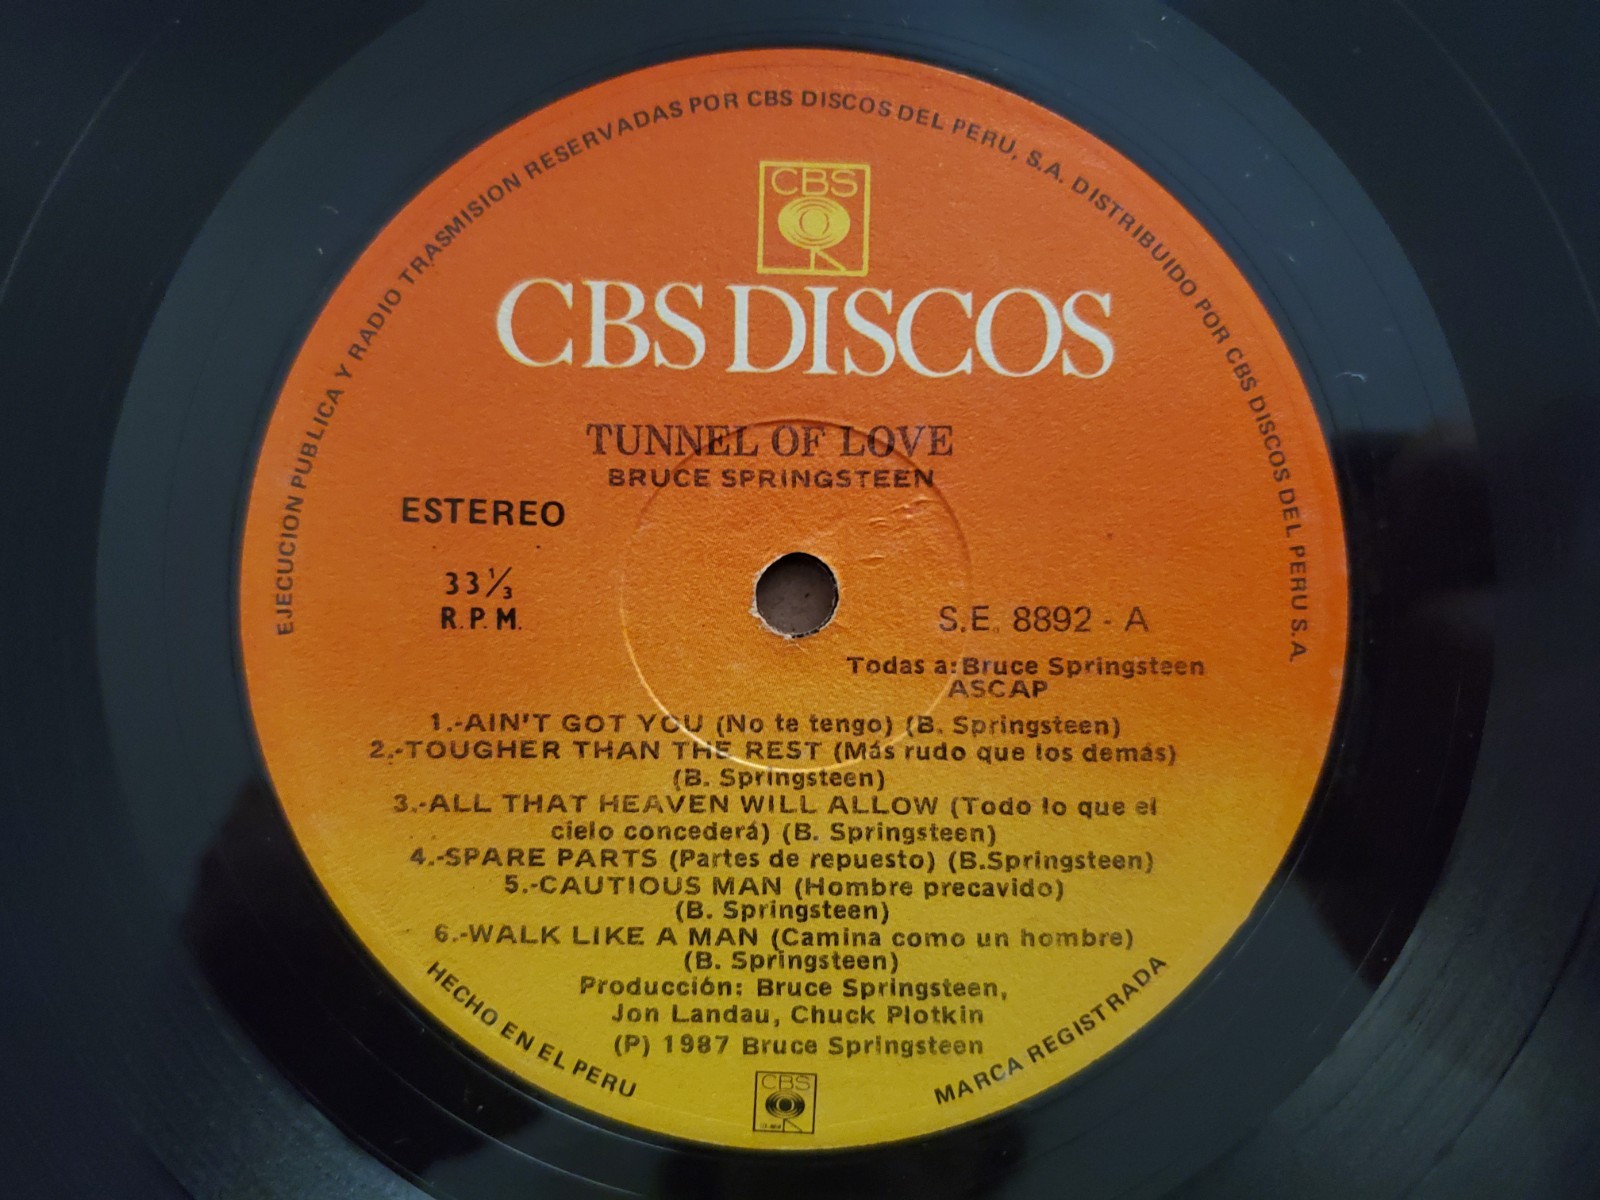 EJECUCION PUBLICA Y RADIO TRASMISION RESERVADAS POR CBS DISCOS DEL PERU, S.A. DISTRIBUIDO POR CBS DISCOS DEL PERU S.A.
CBS
CBS DISCOS
TUNNEL OF LOVE
BRUCE SPRINGSTEEN
ESTEREO
33 1/3
R.P.M.
S.E. 8892 - A
Todas a: Bruce Springsteen
ASCAP
1.-AIN'T GOT YOU (No te tengo) (B. Springsteen)
2.-TOUGHER THAN THE REST (Más rudo que los demás)
(B. Springsteen)
3.-ALL THAT HEAVEN WILL ALLOW (Todo lo que el
cielo concederá) (B. Springsteen)
4.-SPARE PARTS (Partes de repuesto) (B.Springsteen)
5.-CAUTIOUS MAN (Hombre precavido)
(B. Springsteen)
6.-WALK LIKE A MAN (Camina como un hombre)
(B. Springsteen)
Producción: Bruce Springsteen,
Jon Landau, Chuck Plotkin
(P) 1987 Bruce Springsteen
HECHO EN EL PERU
MARCA REGISTRADA
CBS